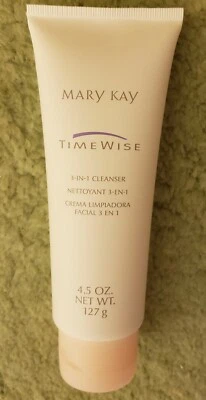 MARY KAY
TIMEWISE
3-IN-1 CLEANSER
NETTOYANT 3-EN-1
CREMA LIMPIADORA
FACIAL 3 EN 1
4.5 OZ.
NET WT.
127 g